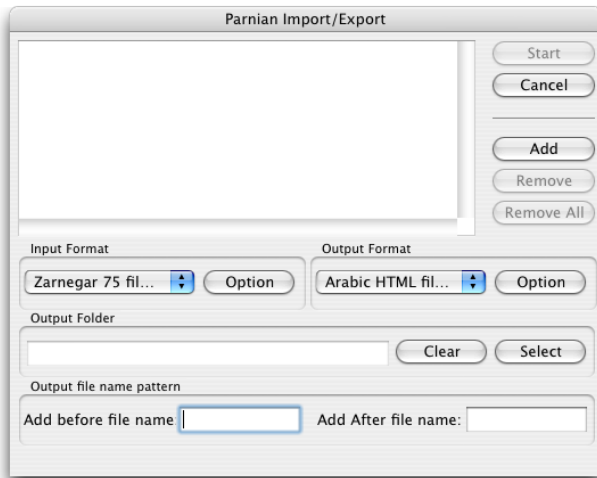 Parnian Import/Export
Start
Cancel
Add
Remove
Remove All
Input Format
Output Format
Zarnegar 75 fil...
Option
Arabic HTML fil...
Option
Output Folder
Clear
Select
Output file name pattern
Add before file name
Add After file name: